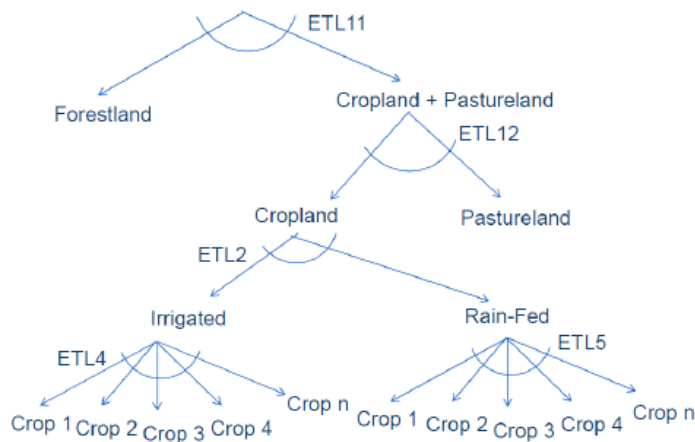 ETL11
Forestland
Cropland + Pastureland
ETL12
Cropland
Pastureland
ETL2
Irrigated
Rain-Fed
ETL4
ETL5
Crop 1
Crop 2
Crop 3
Crop 4
Crop n
Crop 1
Crop 2
Crop 3
Crop 4
Crop n